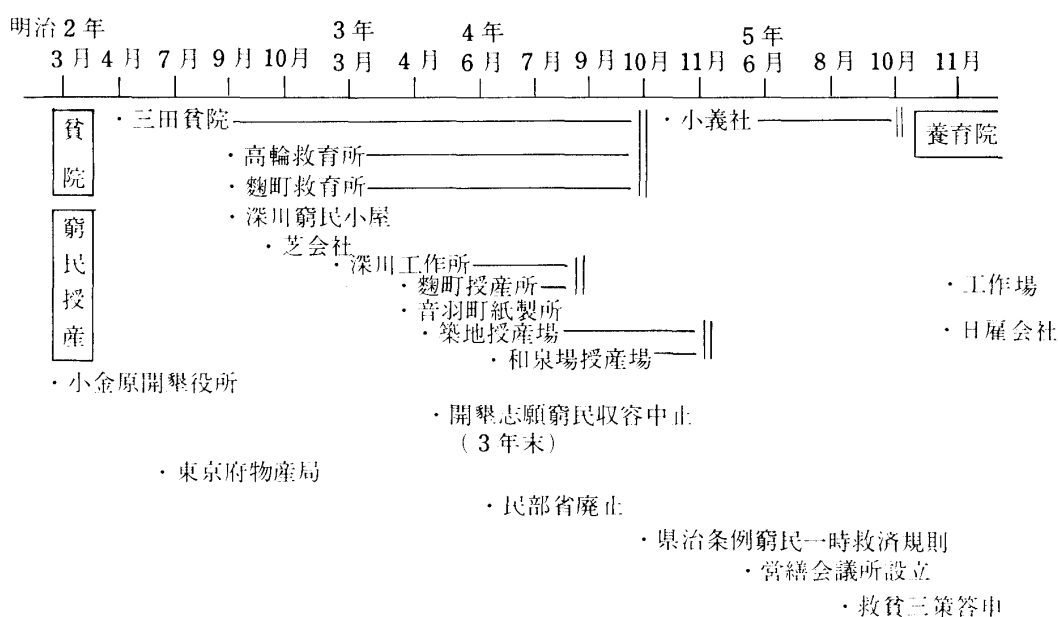 明治2年 3年 4年 5年
3月 4月 7月 9月 10月 3月 4月 6月 7月 9月 10月 11月 6月 8月 10月 11月
貧院
・三田貧院
・小義社
養育院
・高輪救育所
・麴町救育所
窮民授産
・深川窮民小屋
・芝会社
・深川工作所
・麴町授産所
・工作場
・音羽町紙製所
・築地授産場
・日雇会社
・和泉場授産場
・小金原開墾役所
・開墾志願窮民収容中止
(3年末)
・東京府物産局
・民部省廃止
・県治条例窮民一時救済規則
・営繕会議所設立
・救貧三策答申